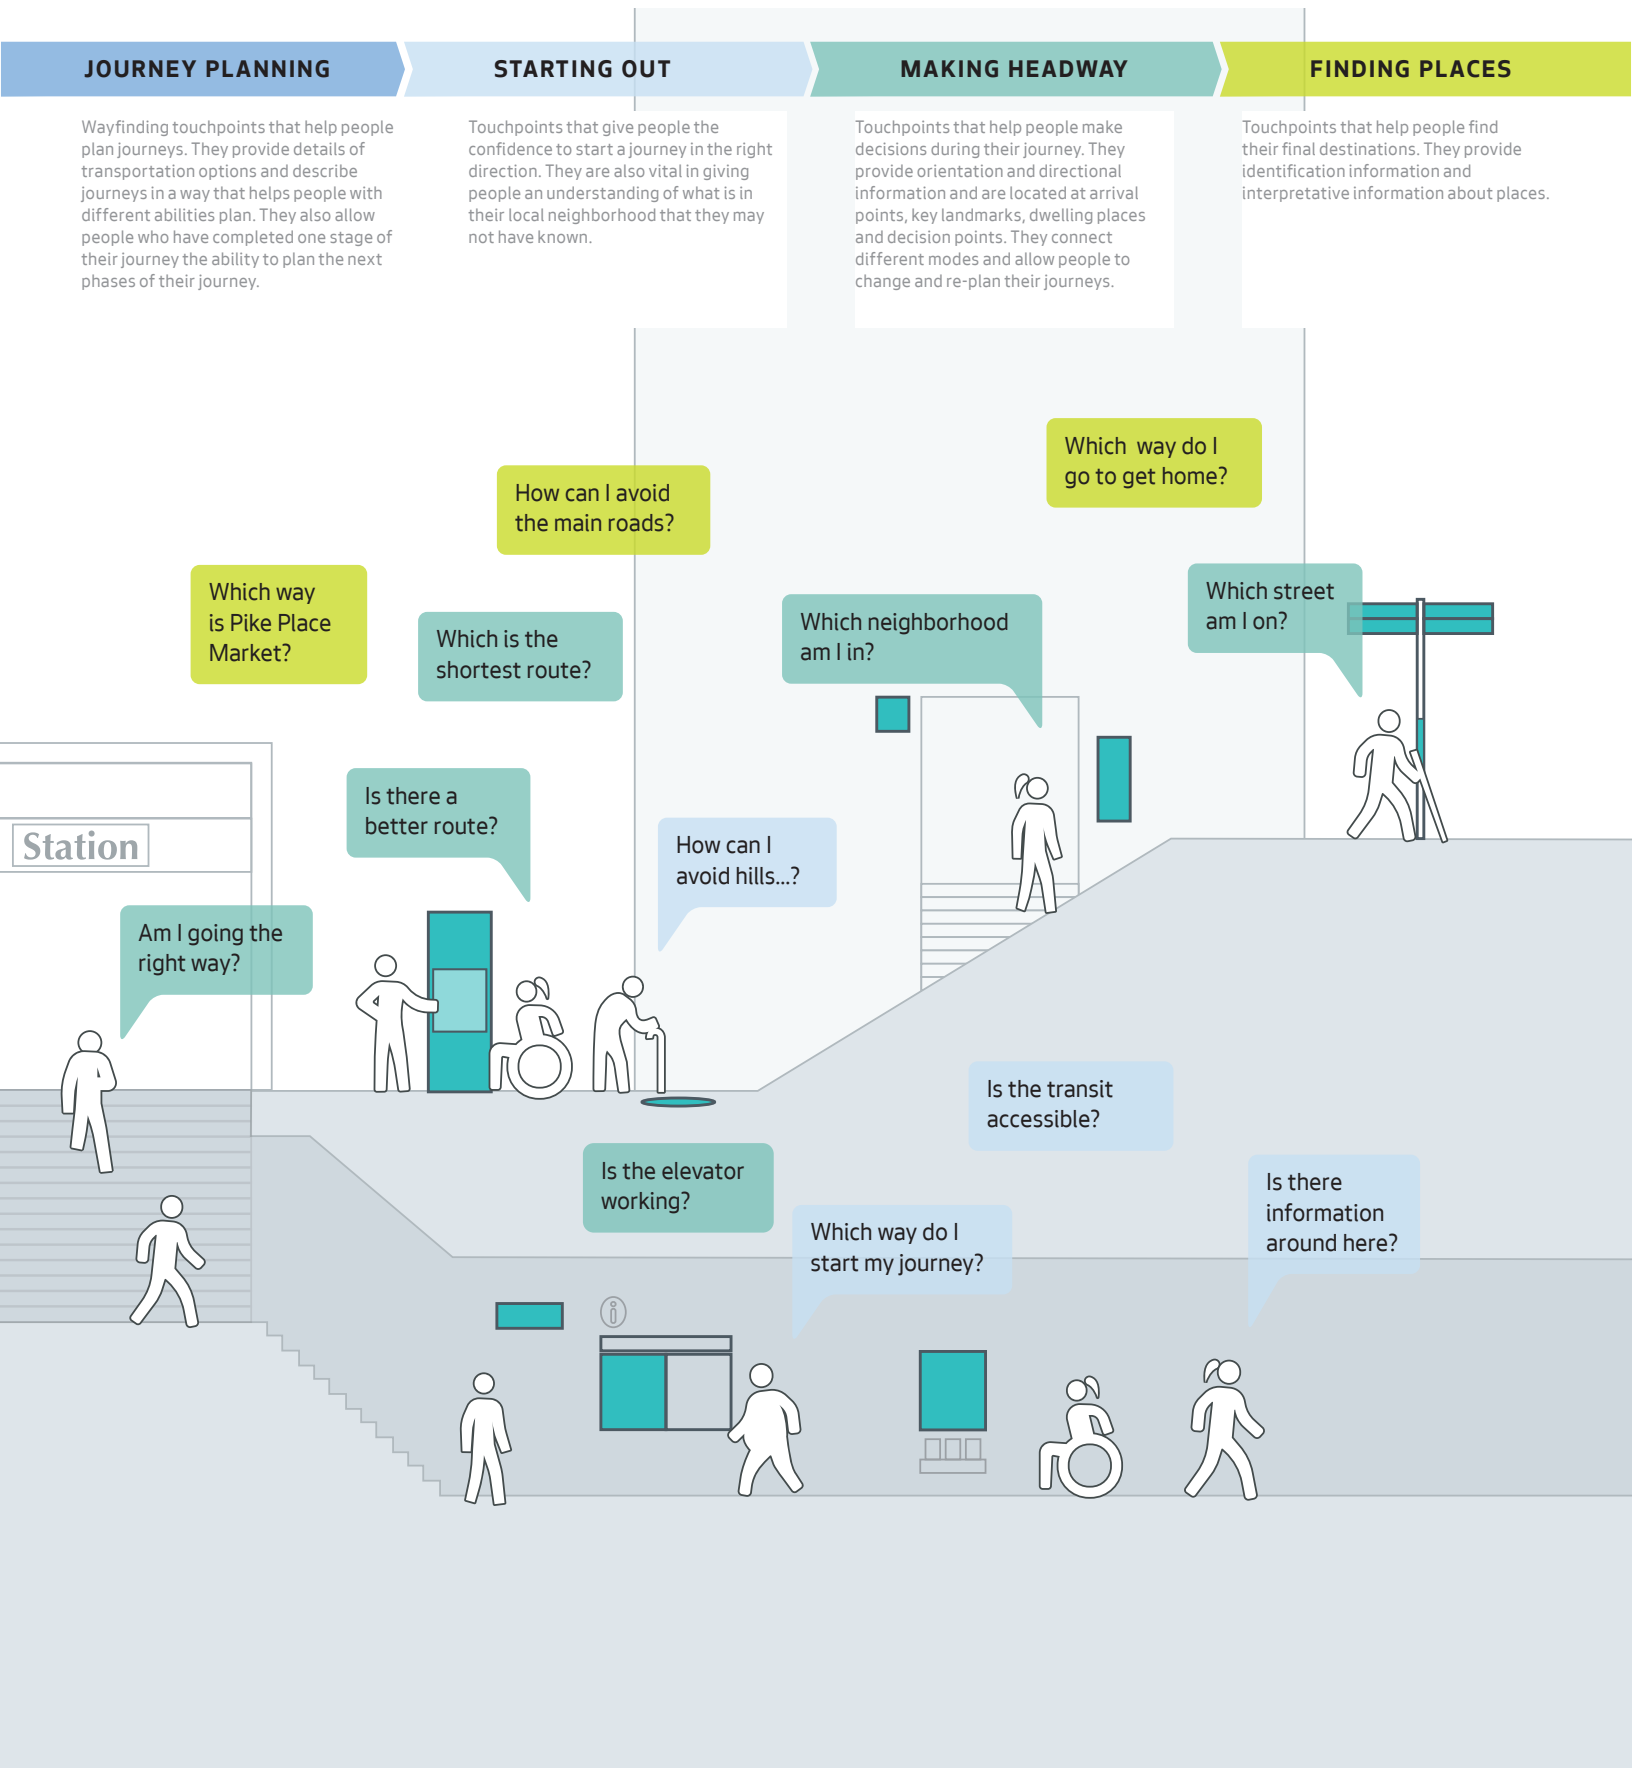 JOURNEY PLANNING
STARTING OUT
MAKING HEADWAY
FINDING PLACES
Wayfinding touchpoints that help people
plan journeys. They provide details of
transportation options and describe
journeys in a way that helps people with
different abilities plan. They also allow
people who have completed one stage of
their journey the ability to plan the next
phases of their journey.
Touchpoints that give people the
confidence to start a journey in the right
direction. They are also vital in giving
people an understanding of what is in
their local neighborhood that they may
not have known.
Touchpoints that help people make
decisions during their journey. They
provide orientation and directional
information and are located at arrival
points, key landmarks, dwelling places
and decision points. They connect
different modes and allow people to
change and re-plan their journeys.
Touchpoints that help people find
their final destinations. They provide
identification information and
interpretative information about places.
Which way do I
go to get home?
How can I avoid
the main roads?
Which way
is Pike Place
Market?
Which street
am I on?
Which neighborhood
am I in?
Which is the
shortest route?
Is there a
better route?
How can I
avoid hills...?
Station
Am I going the
right way?
Is the transit
accessible?
Is the elevator
working?
Is there
information
around here?
Which way do I
start my journey?
i